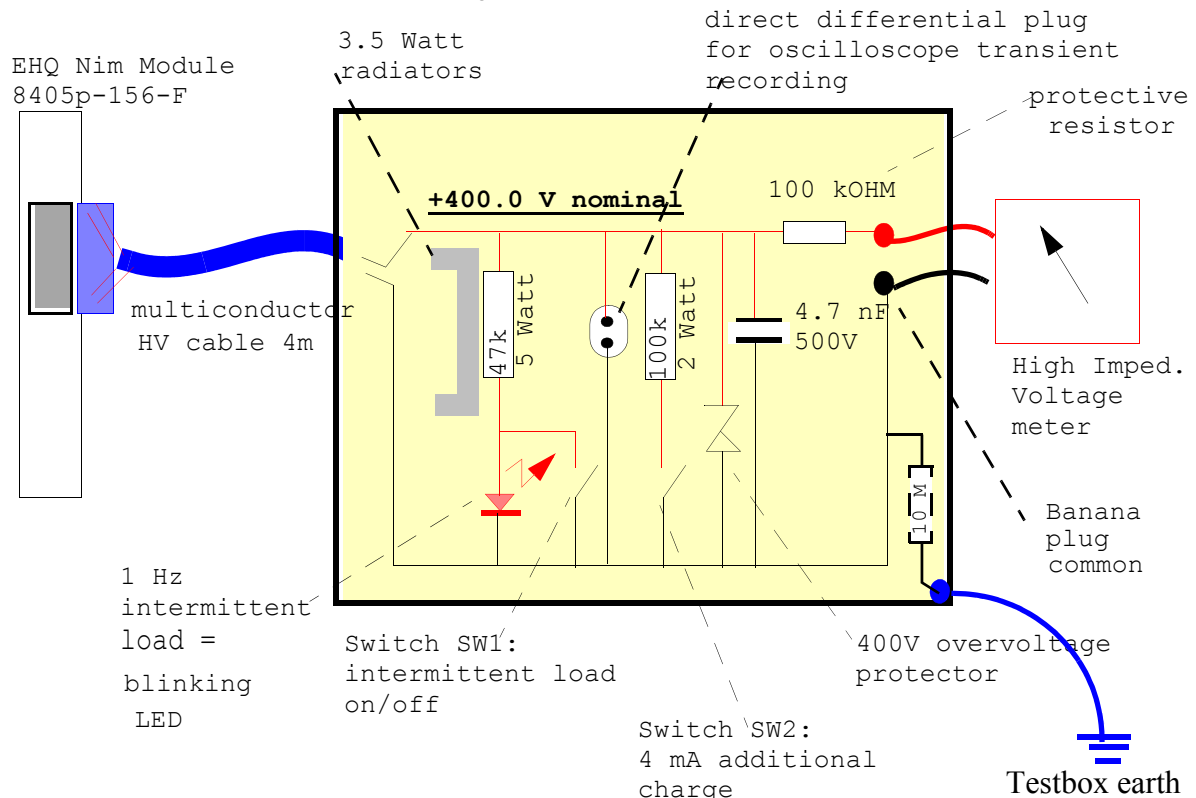 direct differential plug
for oscilloscope transient
recording
3.5 Watt
radiators
EHQ Nim Module
8405p-156-F
protective
resistor
+400.0 V nominal
100 kOHM
multiconductor
HV cable 4m
47k
5 Watt
100k
2 Watt
4.7 nF
500V
High Imped.
Voltage
meter
10 M
Banana
plug
common
1 Hz
intermittent
load =
blinking
LED
Switch SW1:
intermittent load
on/off
400V overvoltage
protector
Switch SW2:
4 mA additional
charge
Testbox earth